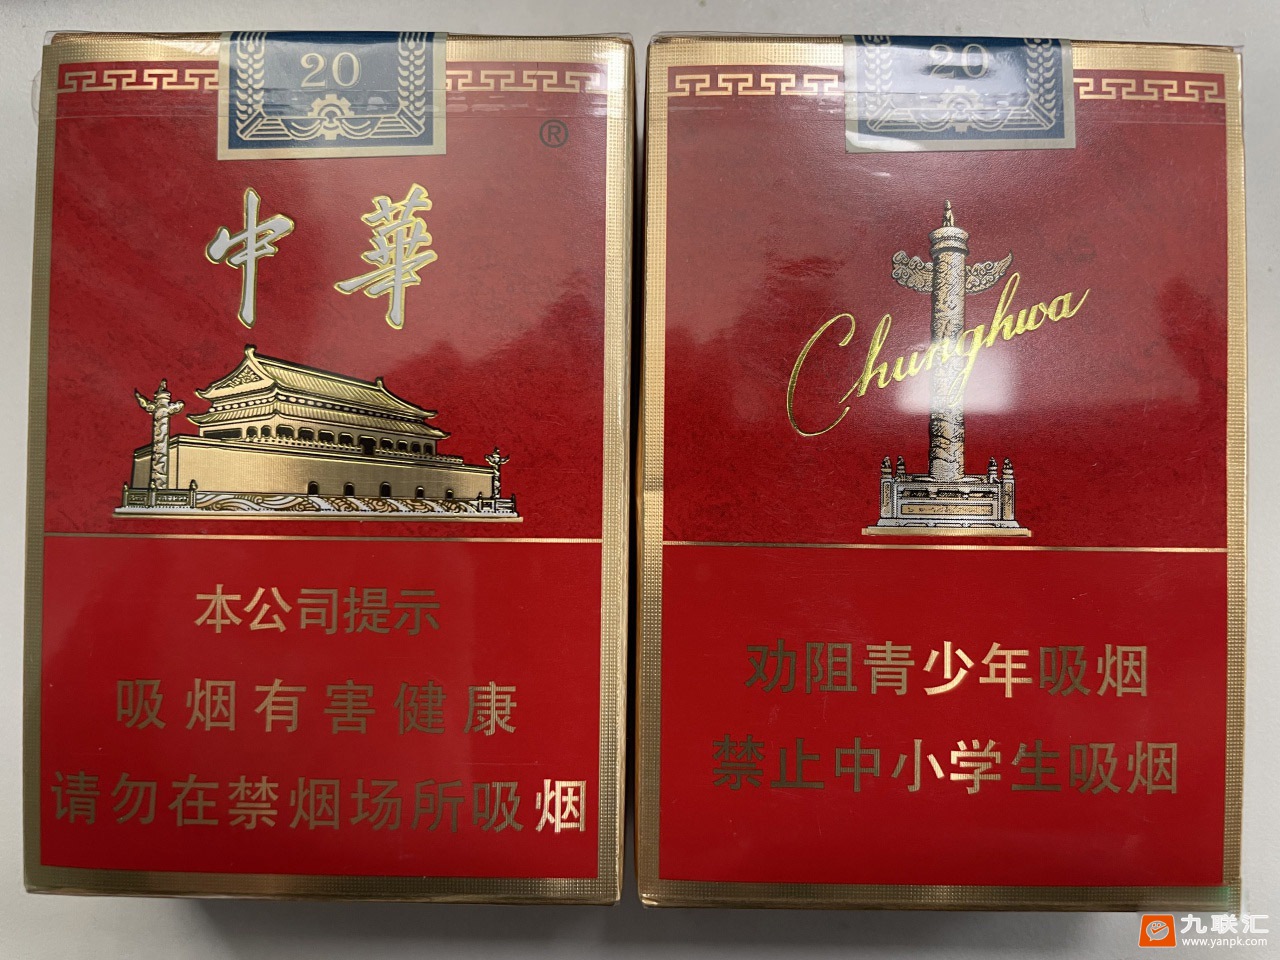 20
®
中華
本公司提示
吸烟有害健康
请勿在禁烟场所吸烟
20
Chunghwa
劝阻青少年吸烟
禁止中小学生吸烟
九联汇
www.yanpk.com